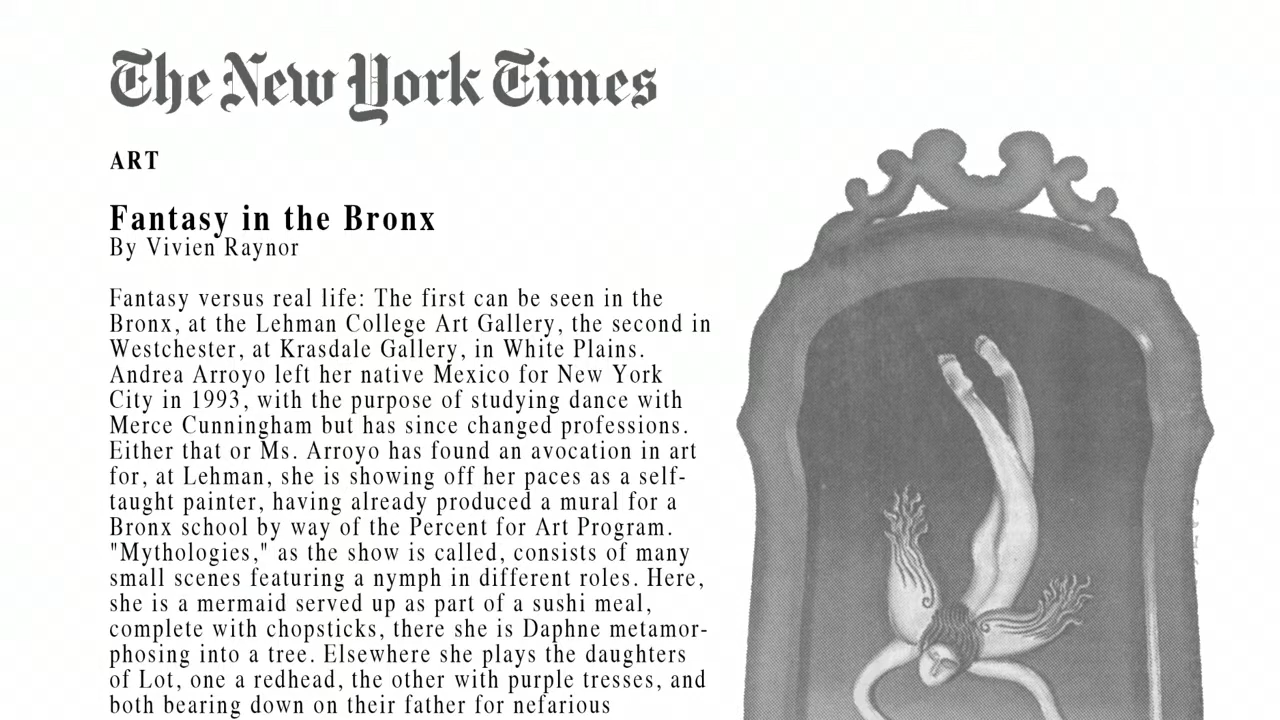 The New York Times
ART
Fantasy in the Bronx
By Vivien Raynor
Fantasy versus real life: The first can be seen in the
Bronx, at the Lehman College Art Gallery, the second in
Westchester, at Krasdale Gallery, in White Plains.
Andrea Arroyo left her native Mexico for New York
City in 1993, with the purpose of studying dance with
Merce Cunningham but has since changed professions.
Either that or Ms. Arroyo has found an avocation in art
for, at Lehman, she is showing off her paces as a self-
taught painter, having already produced a mural for a
Bronx school by way of the Percent for Art Program.
"Mythologies," as the show is called, consists of many
small scenes featuring a nymph in different roles. Here,
she is a mermaid served up as part of a sushi meal,
complete with chopsticks, there she is Daphne metamor-
phosing into a tree. Elsewhere she plays the daughters
of Lot, one a redhead, the other with purple tresses, and
both bearing down on their father for nefarious